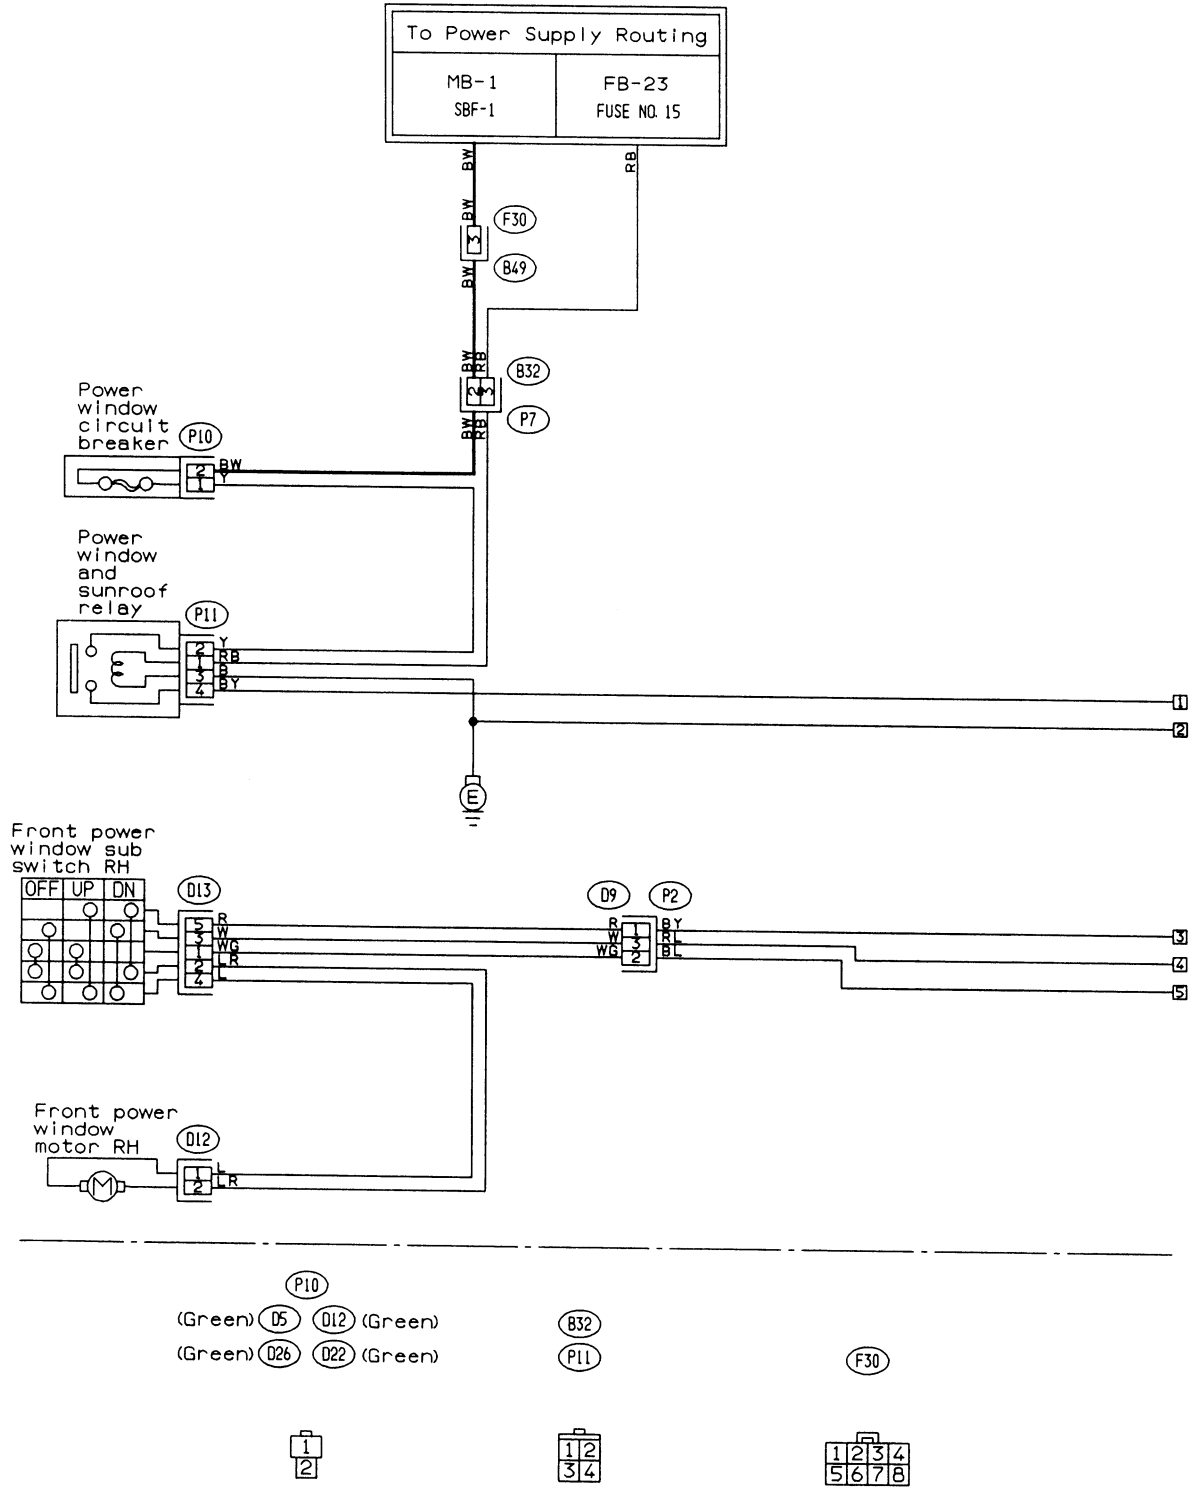 To Power Supply Routing
MB-1
SBF-1
FB-23
FUSE NO. 15
BW
RB
BW
F30
3
B49
BW
BW
RB
B32
2
3
P7
BW
RB
Power
window
circuit
breaker
P10
2
BW
1
Y
Power
window
and
sunroof
relay
P11
2
Y
1
RB
3
B
4
BY
1
2
E
Front power
window sub
switch RH
OFF
UP
DN
D13
5
R
3
W
1
WG
2
LR
4
L
D9
P2
R
1
BY
W
3
RL
WG
2
BL
3
4
5
Front power
window
motor RH
D12
M
1
L
2
LR
P10
(Green) D5 D12 (Green)
(Green) D26 D22 (Green)
B32
P11
F30
1
2
1 2
3 4
1 2 3 4
5 6 7 8